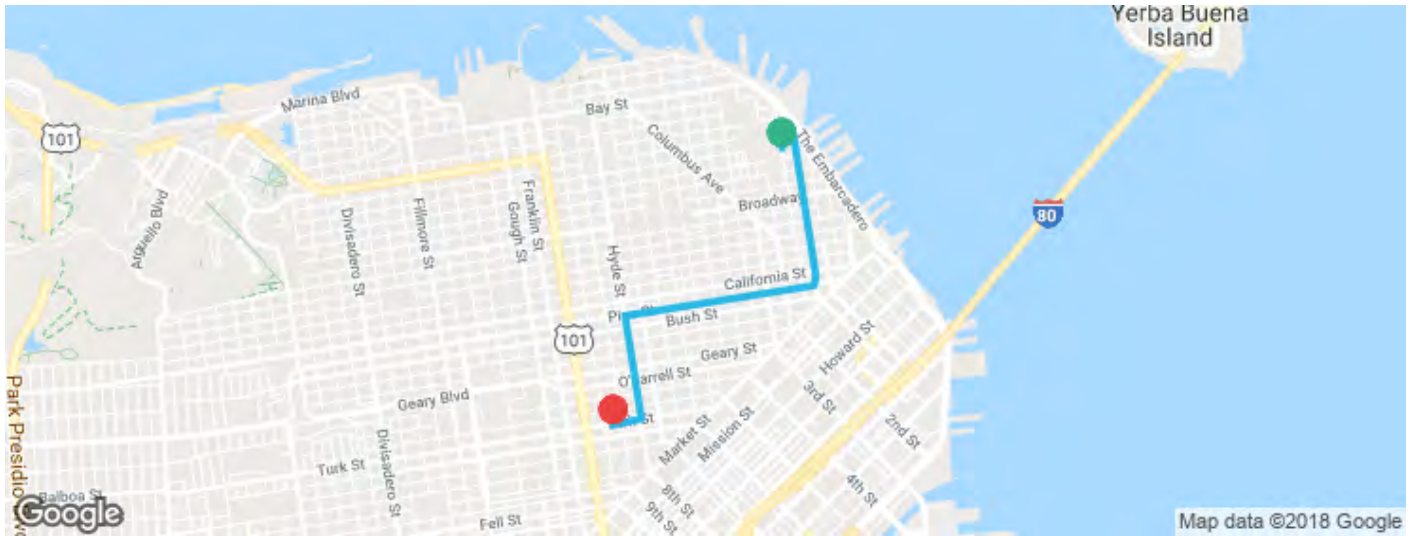 Yerba Buena
Island
Marina Blvd
Bay St
101
Columbus Ave
The Embarcadero
Arguello Blvd
Divisadero St
Fillmore St
Franklin St
Gough St
Broadway
80
Hyde St
California St
Bush St
101
Howard St
Geary St
O'Farrell St
3rd St
Geary Blvd
Park Presidio
2nd St
Market St
Mission St
Divisadero St
Turk St
4th St
8th St
9th St
Balboa St
Fell St
Google
Map data ©2018 Google